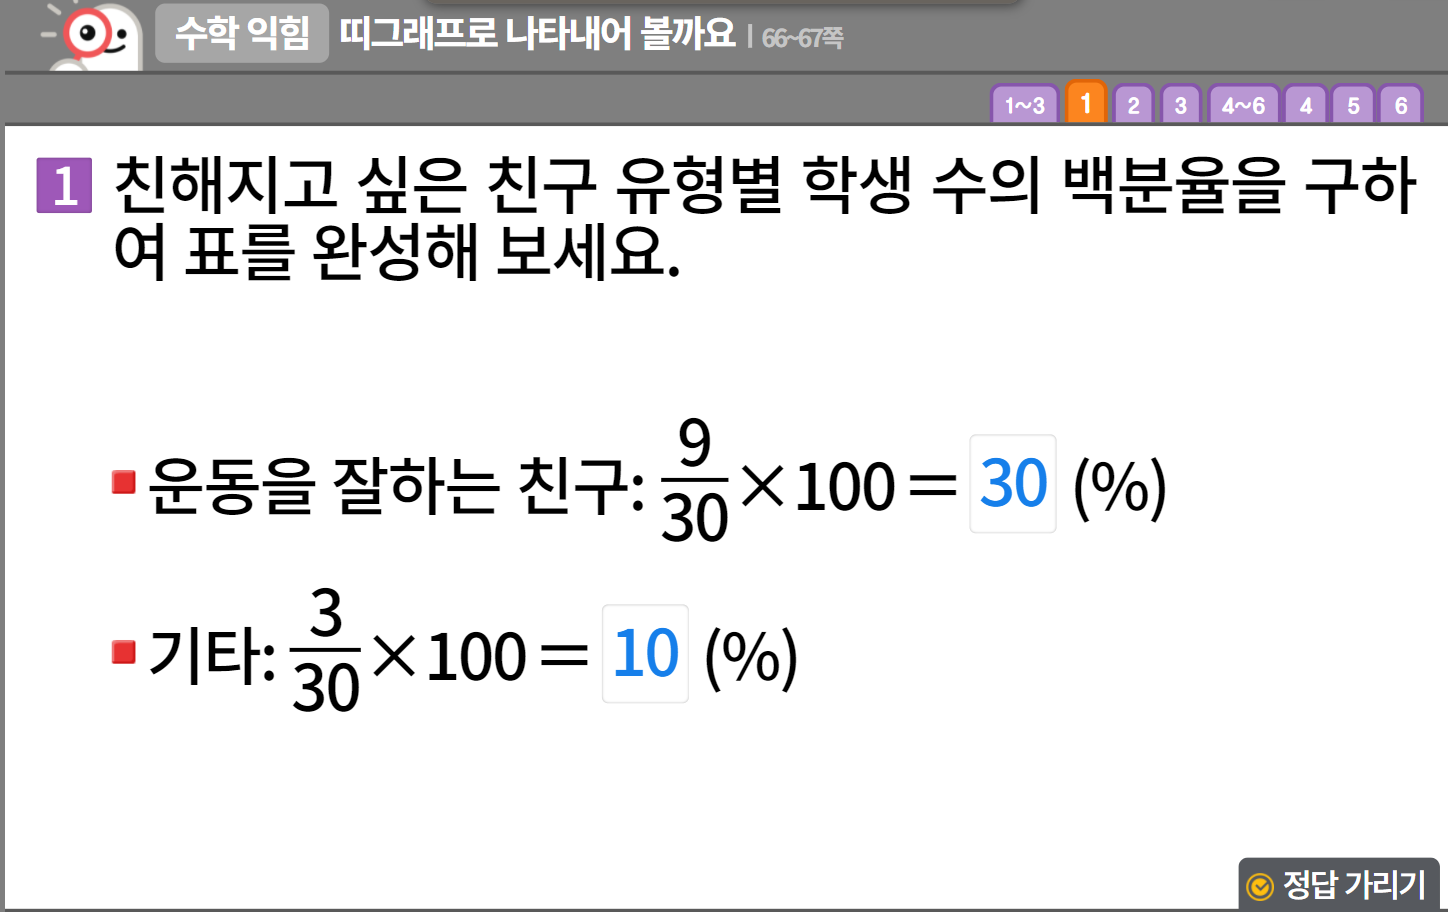 수학 익힘 띠그래프로 나타내어 볼까요 | 66~67쪽
1~3 1 2 3 4~6 4 5 6
1 친해지고 싶은 친구 유형별 학생 수의 백분율을 구하
여 표를 완성해 보세요.
운동을 잘하는 친구: 9/30 × 100 = 30 (%)
기타: 3/30 × 100 = 10 (%)
정답 가리기